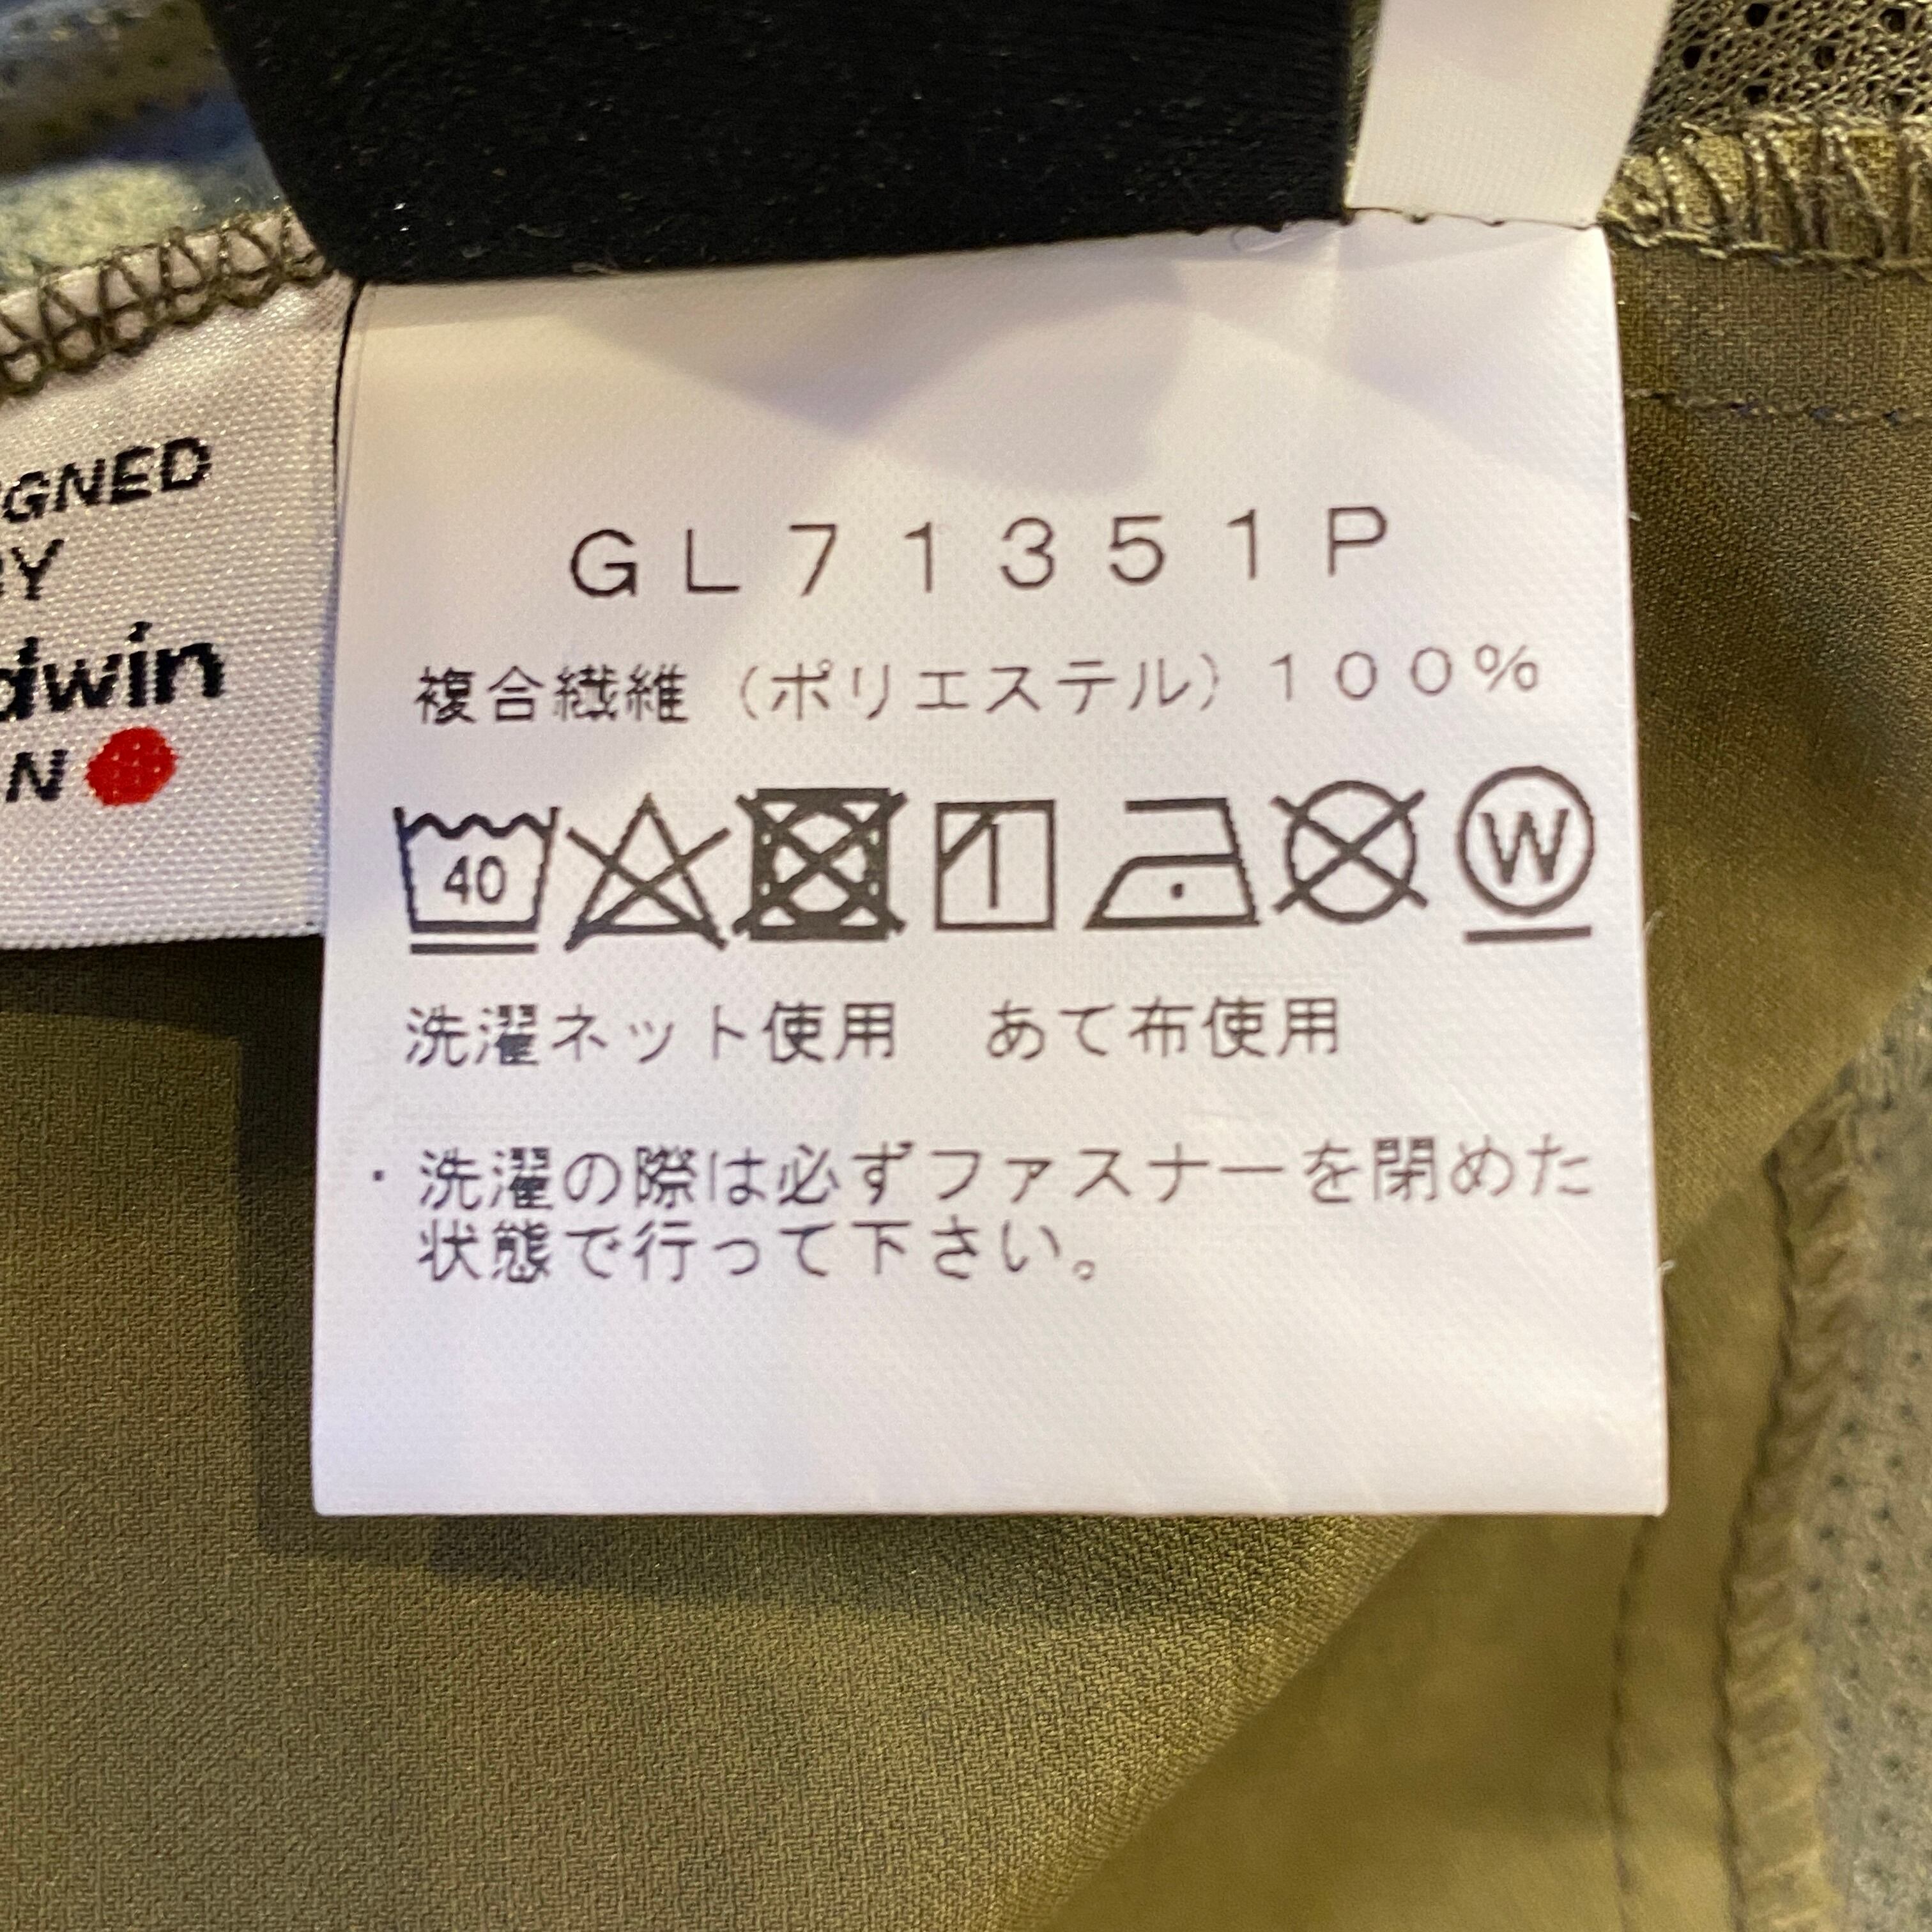 GNED
Y
dwin
N
GL71351P
複合繊維(ポリエステル)100%
40
W
洗濯ネット使用 あて布使用
・洗濯の際は必ずファスナーを閉めた
状態で行って下さい。